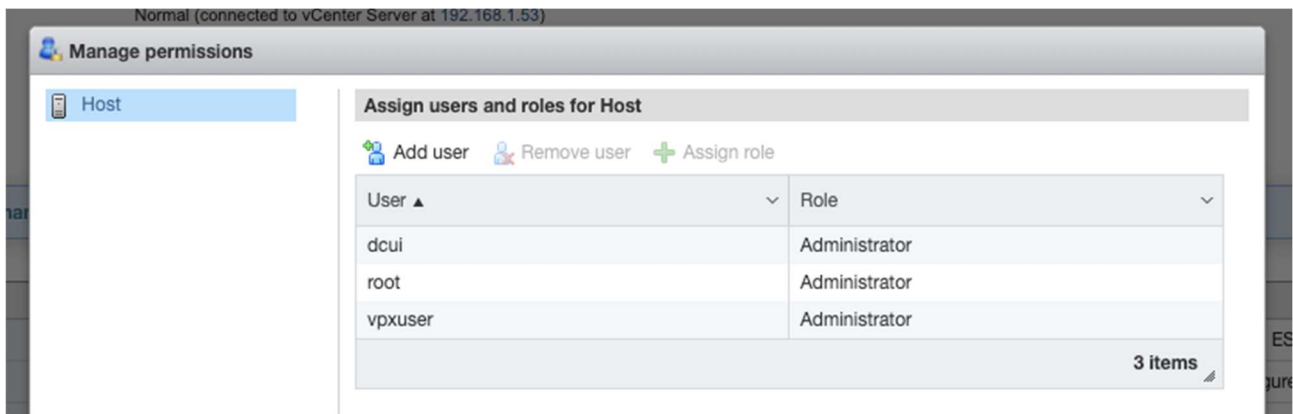 Normal (connected to vCenter Server at 192.168.1.53)
Manage permissions
Host
Assign users and roles for Host
Add user Remove user Assign role
User Role
dcui Administrator
root Administrator
vpxuser Administrator
3 items
ES